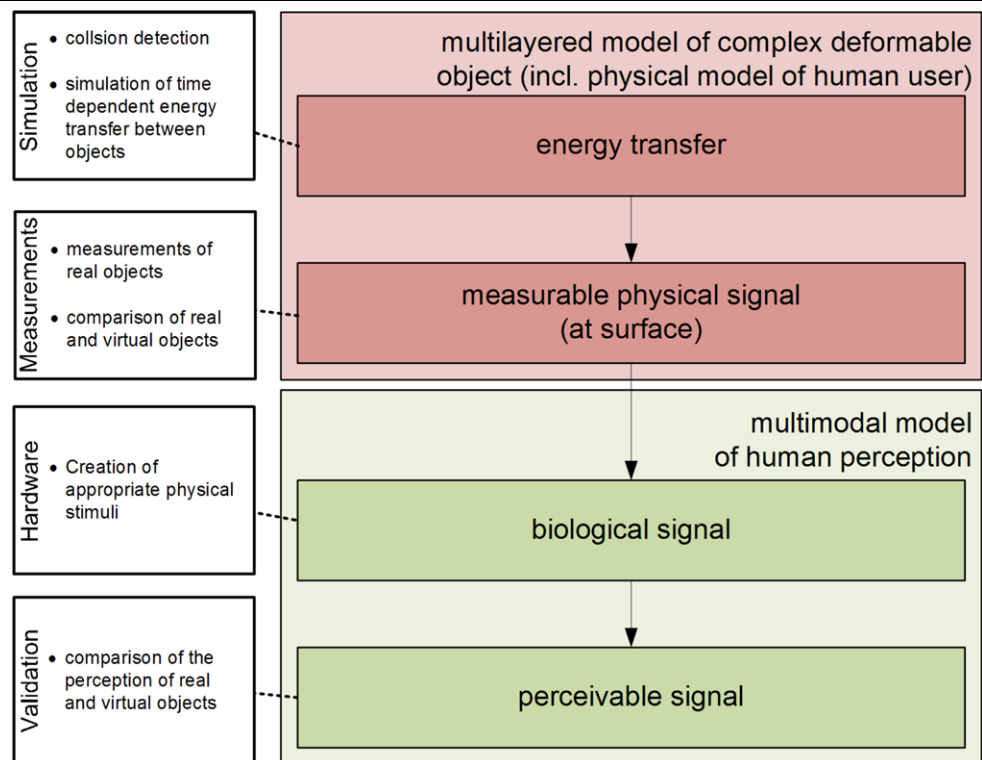 Simulation
• collsion detection
• simulation of time
dependent energy
transfer between
objects
multilayered model of complex deformable
object (incl. physical model of human user)
energy transfer
Measurements
• measurements of
real objects
• comparison of real
and virtual objects
measurable physical signal
(at surface)
Hardware
• Creation of
appropriate physical
stimuli
multimodal model
of human perception
biological signal
Validation
• comparison of the
perception of real
and virtual objects
perceivable signal